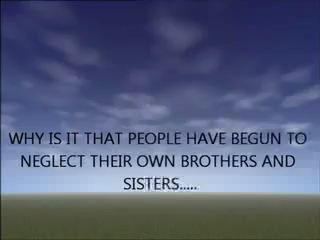 WHY IS IT THAT PEOPLE HAVE BEGUN TO
NEGLECT THEIR OWN BROTHERS AND
SISTERS.....